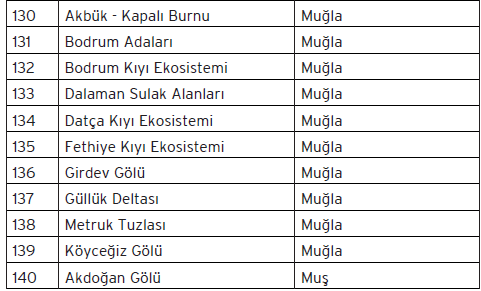 130 Akbük - Kapalı Burnu Muğla
131 Bodrum Adaları Muğla
132 Bodrum Kıyı Ekosistemi Muğla
133 Dalaman Sulak Alanları Muğla
134 Datça Kıyı Ekosistemi Muğla
135 Fethiye Kıyı Ekosistemi Muğla
136 Girdev Gölü Muğla
137 Güllük Deltası Muğla
138 Metruk Tuzlası Muğla
139 Köyceğiz Gölü Muğla
140 Akdoğan Gölü Muş